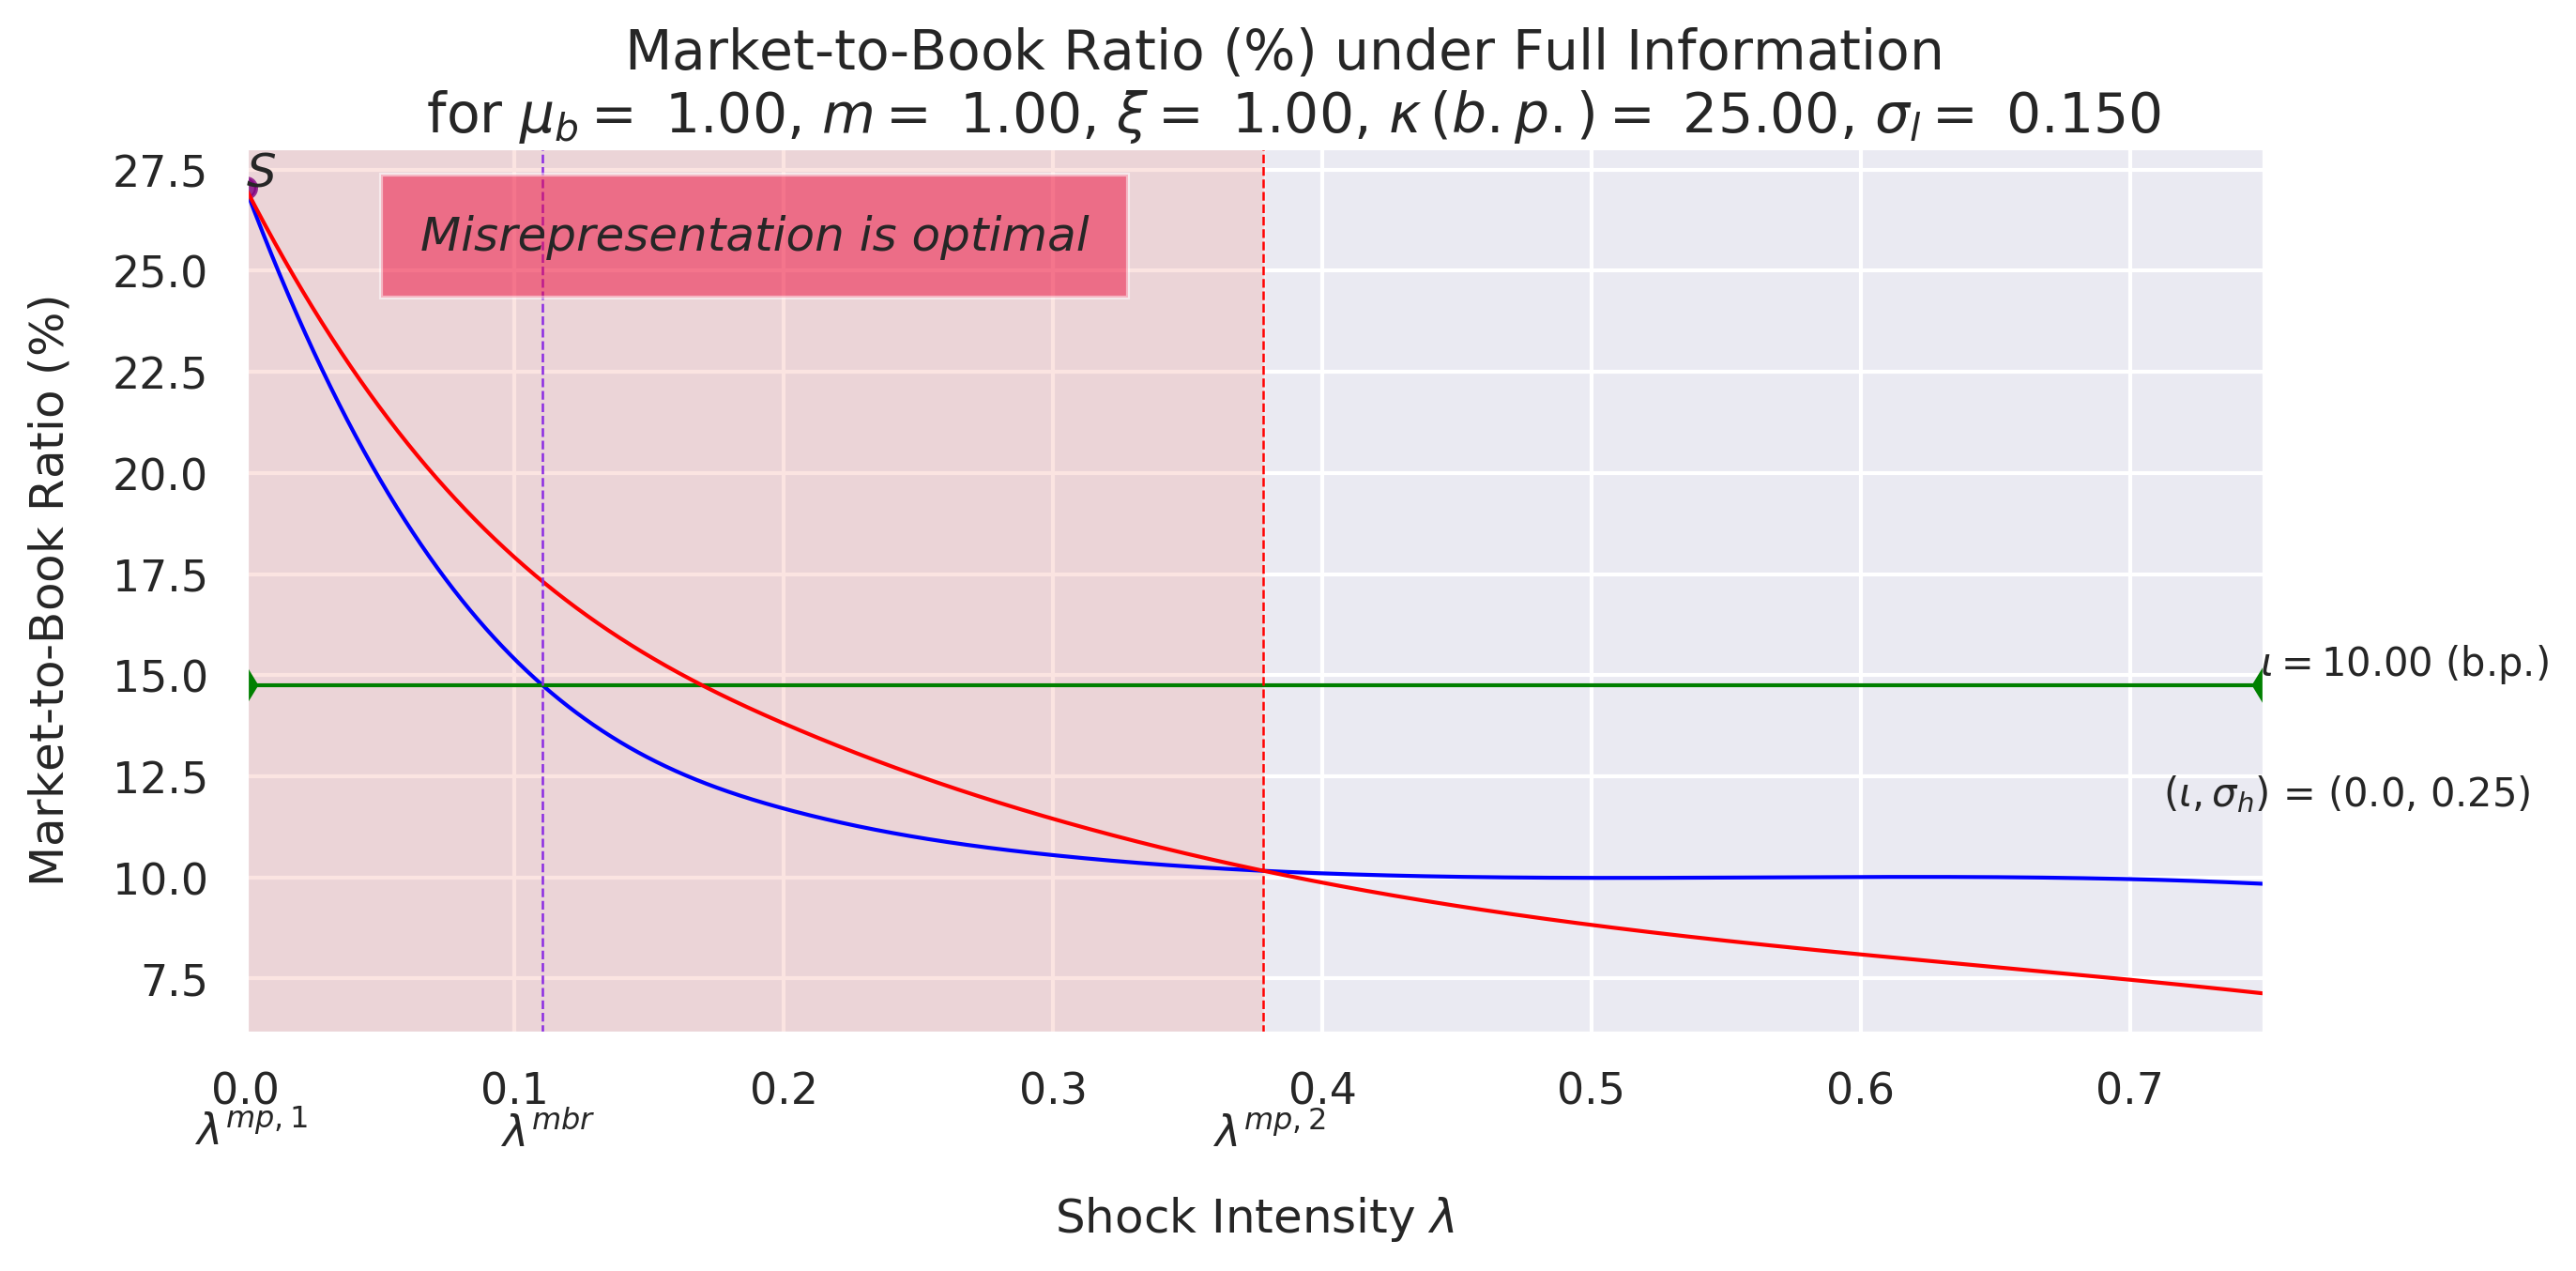 Market-to-Book Ratio (%) under Full Information
for μ_b = 1.00, m = 1.00, ξ = 1.00, κ (b.p.) = 25.00, σ_l = 0.150
27.5
25.0
22.5
20.0
17.5
15.0
12.5
10.0
7.5
Market-to-Book Ratio (%)
S
Misrepresentation is optimal
ι = 10.00 (b.p.)
(ι, σ_h) = (0.0, 0.25)
0.0 0.1 0.2 0.3 0.4 0.5 0.6 0.7
λ^{mp,1} λ^{mbr} λ^{mp,2}
Shock Intensity λ